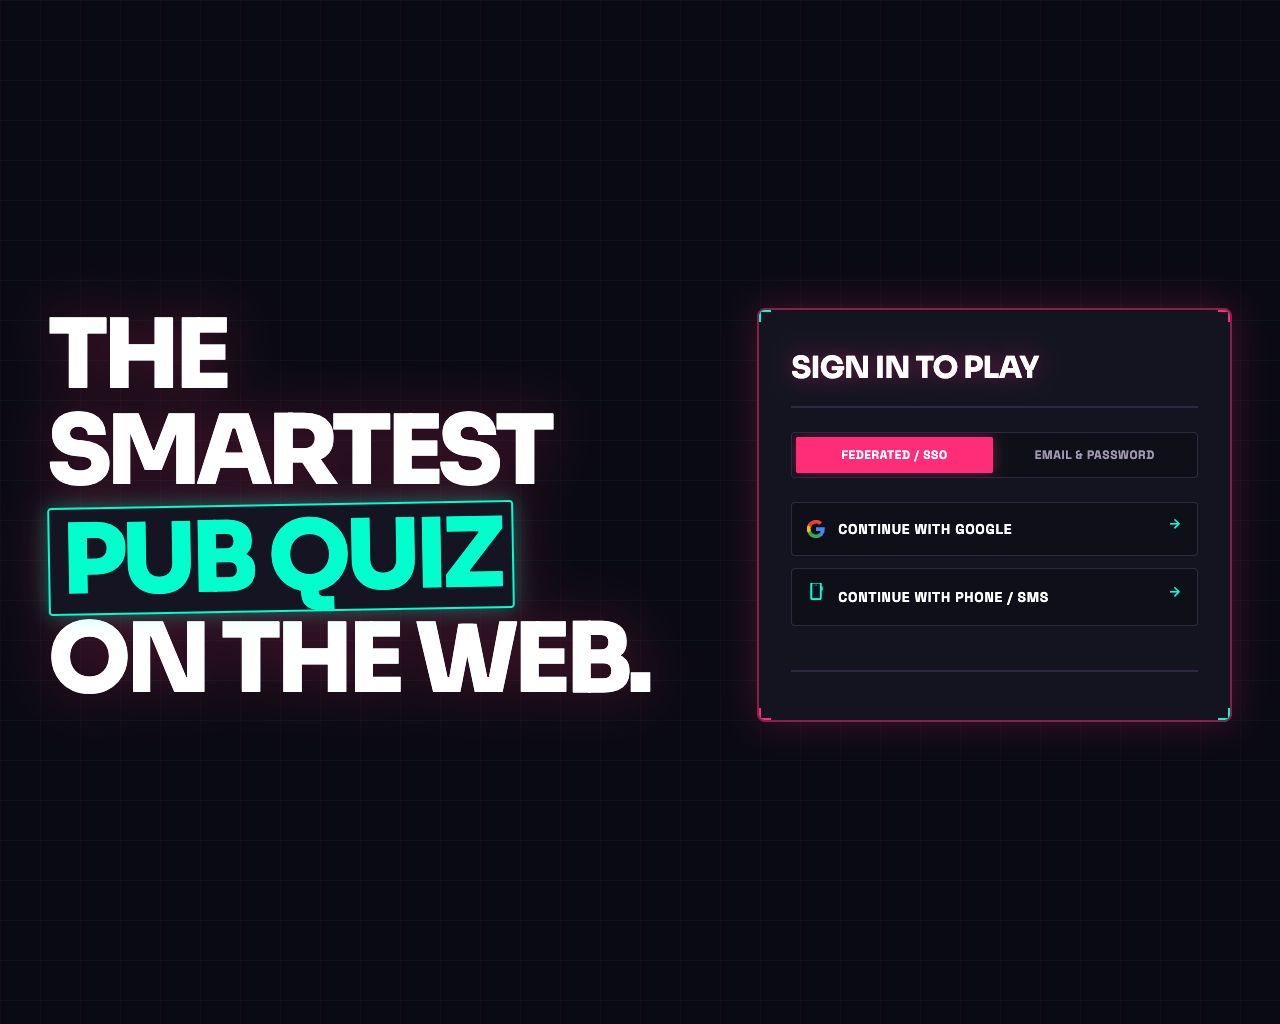 THE
SMARTEST
PUB QUIZ
ON THE WEB.
SIGN IN TO PLAY
FEDERATED / SSO
EMAIL & PASSWORD
CONTINUE WITH GOOGLE
CONTINUE WITH PHONE / SMS